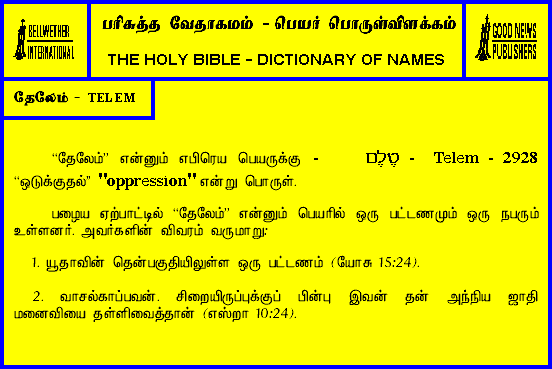 BELLWETHER
INTERNATIONAL
பரிசுத்த வேதாகமம் - பெயர் பொருள்விளக்கம்
THE HOLY BIBLE - DICTIONARY OF NAMES
GOOD NEWS
PUBLISHERS
தேலேம் - TELEM
“தேலேம்” என்னும் எபிரெய பெயருக்கு - טֶלֶם - Telem - 2928
“ஒடுக்குதல்” "oppression" என்று பொருள்.
பழைய ஏற்பாட்டில் “தேலேம்” என்னும் பெயரில் ஒரு பட்டணமும் ஒரு நபரும்
உள்ளனர். அவர்களின் விவரம் வருமாறு:
1. யூதாவின் தென்பகுதியிலுள்ள ஒரு பட்டணம் (யோசு 15:24).
2. வாசல்காப்பவன். சிறையிருப்புக்குப் பின்பு இவன் தன் அந்நிய ஜாதி
மனைவியை தள்ளிவைத்தான் (எஸ்றா 10:24).